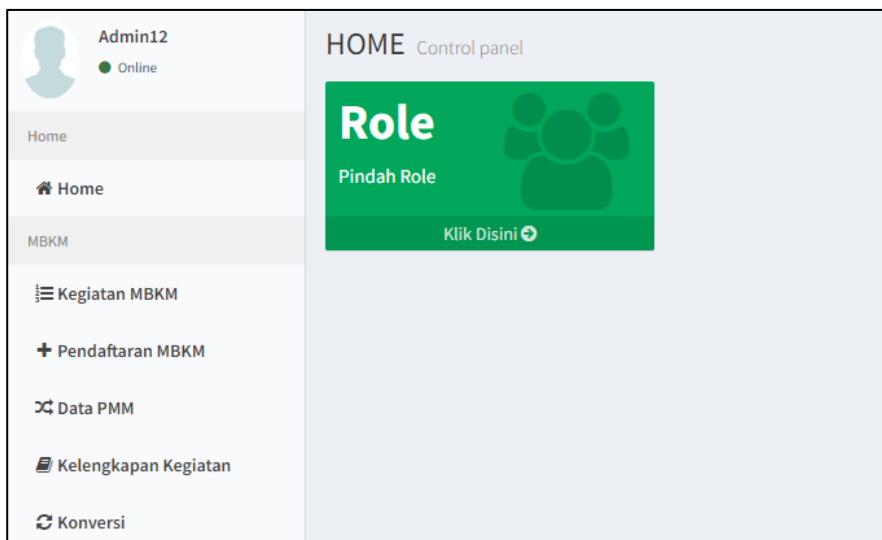 Admin12
Online
Home
Home
MBKM
Kegiatan MBKM
Pendaftaran MBKM
Data PMM
Kelengkapan Kegiatan
Konversi
HOME Control panel
Role
Pindah Role
Klik Disini